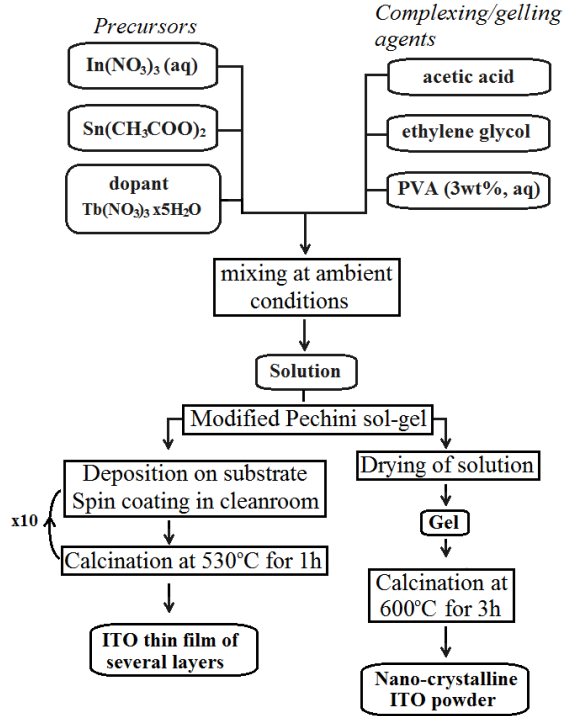 Precursors
In(NO₃)₃ (aq)
Sn(CH₃COO)₂
dopant
Tb(NO₃)₃ x5H₂O
Complexing/gelling
agents
acetic acid
ethylene glycol
PVA (3wt%, aq)
mixing at ambient
conditions
Solution
Modified Pechini sol-gel
Deposition on substrate
Spin coating in cleanroom
x10
Calcination at 530°C for 1h
ITO thin film of
several layers
Drying of solution
Gel
Calcination at
600°C for 3h
Nano-crystalline
ITO powder